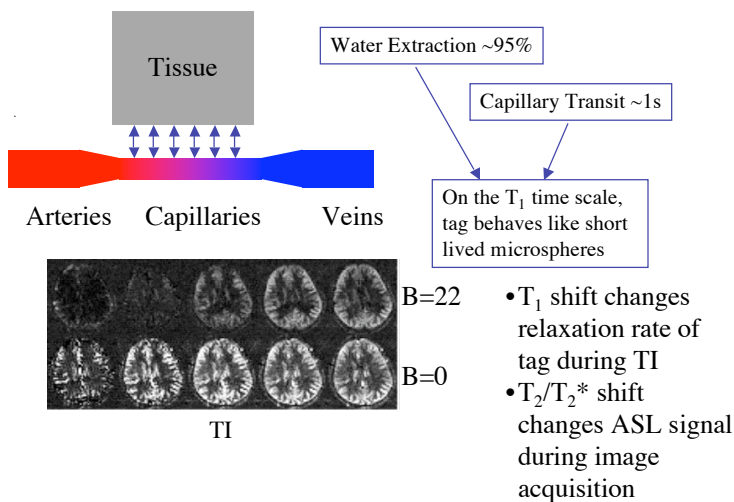 Tissue
Water Extraction ~95%
Capillary Transit ~1s
On the T₁ time scale,
tag behaves like short
lived microspheres
Arteries
Capillaries
Veins
B=22
B=0
TI
•T₁ shift changes
relaxation rate of
tag during TI
•T₂/T₂* shift
changes ASL signal
during image
acquisition